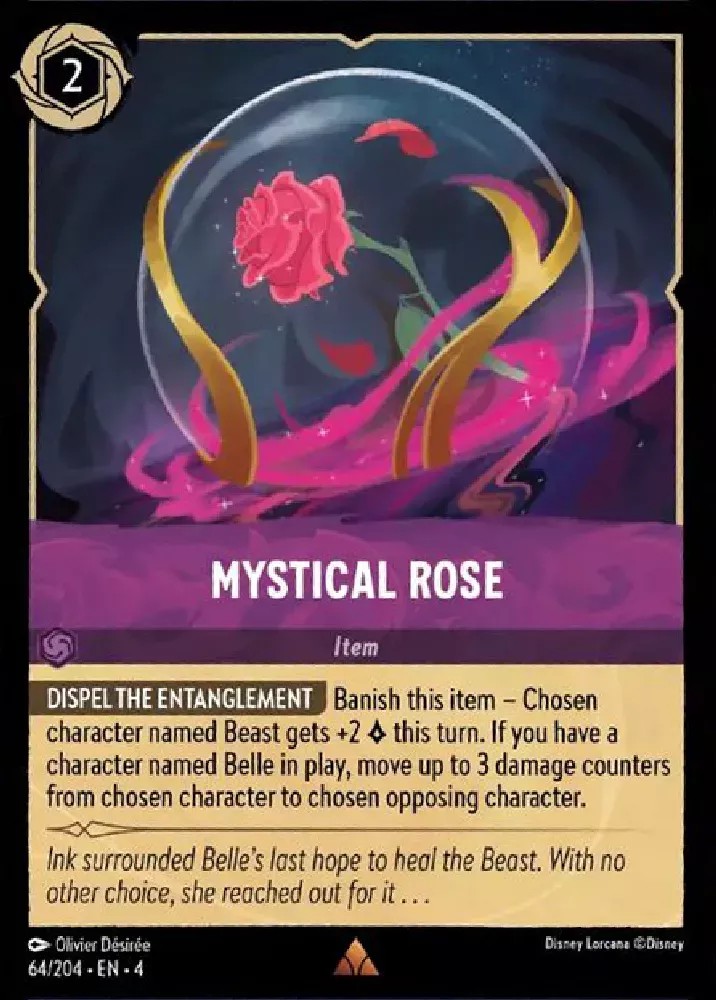 2
MYSTICAL ROSE
Item
DISPEL THE ENTANGLEMENT Banish this item – Chosen
character named Beast gets +2 ◊ this turn. If you have a
character named Belle in play, move up to 3 damage counters
from chosen character to chosen opposing character.
Ink surrounded Belle's last hope to heal the Beast. With no
other choice, she reached out for it . . .
Olivier Désirée
Disney Lorcana ©Disney
64/204 • EN • 4